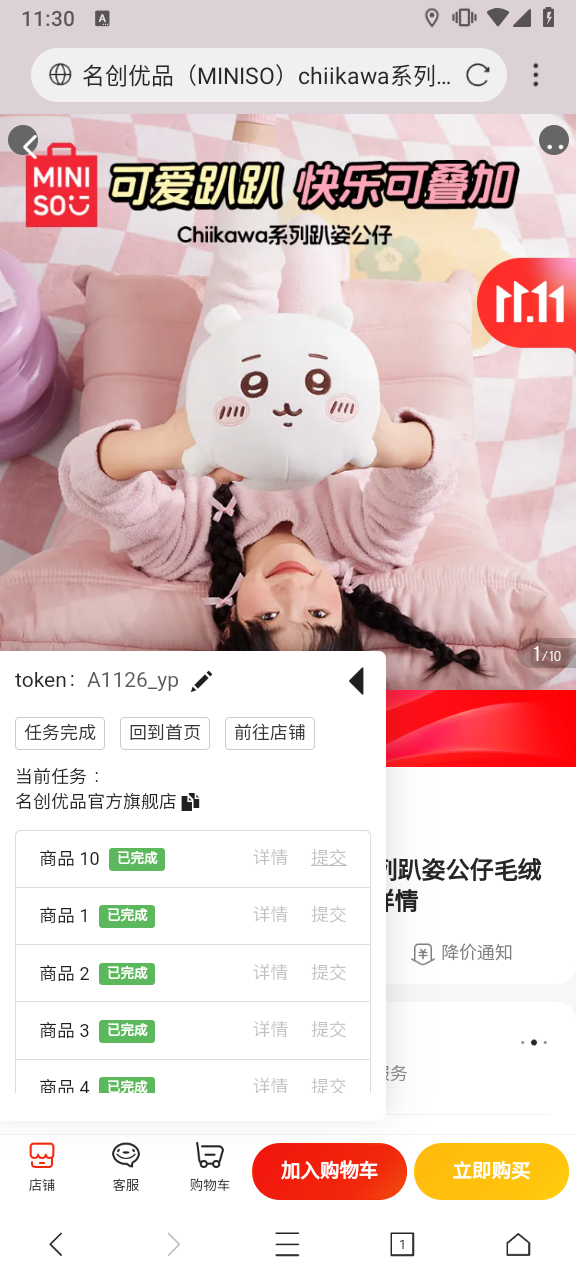 11:30
A
名创优品（MINISO）chiikawa系列…
MINI
SO
可爱趴趴 快乐可叠加
Chiikawa系列趴姿公仔
11.11
1/10
token： A1126_yp
任务完成 回到首页 前往店铺
当前任务：
名创优品官方旗舰店
商品 10 已完成 详情 提交
商品 1 已完成 详情 提交
商品 2 已完成 详情 提交
商品 3 已完成 详情 提交
商品 4 已完成 详情 提交
列趴姿公仔毛绒
详情
降价通知
服务
店铺 客服 购物车 加入购物车 立即购买
1